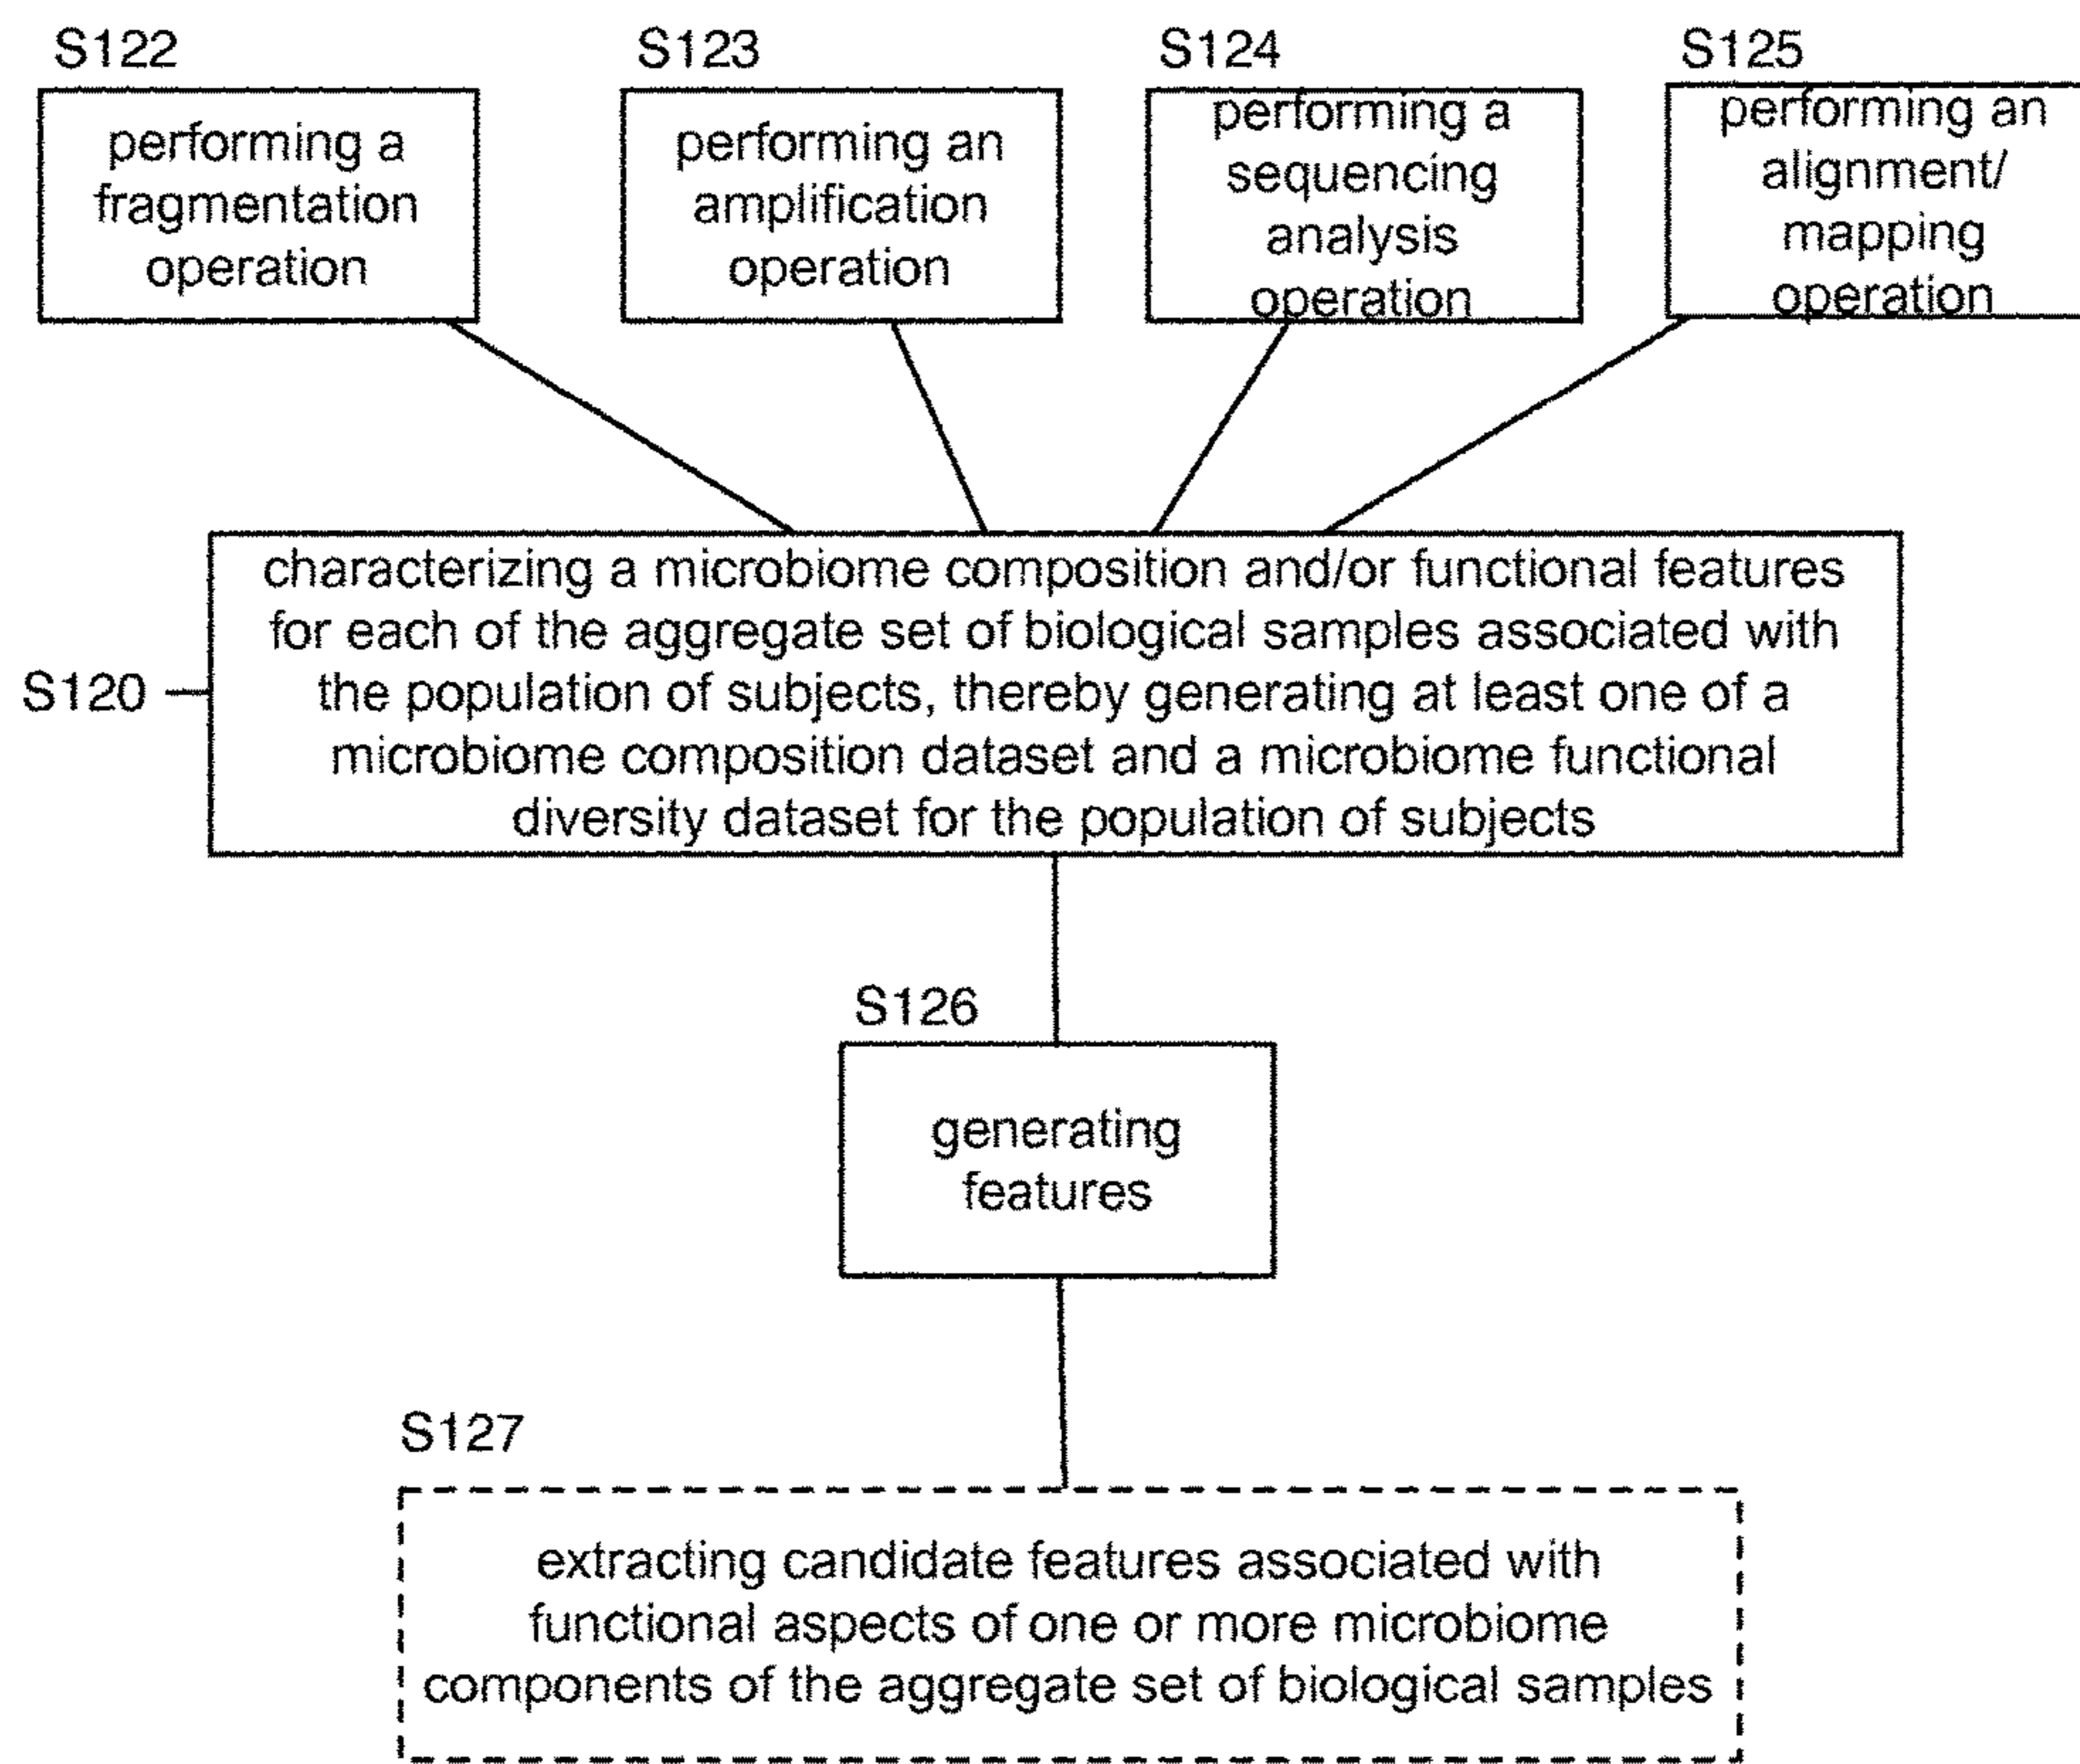 S122
performing a
fragmentation
operation
S123
performing an
amplification
operation
S124
performing a
sequencing
analysis
operation
S125
performing an
alignment/
mapping
operation
S120
characterizing a microbiome composition and/or functional features
for each of the aggregate set of biological samples associated with
the population of subjects, thereby generating at least one of a
microbiome composition dataset and a microbiome functional
diversity dataset for the population of subjects
S126
generating
features
S127
extracting candidate features associated with
functional aspects of one or more microbiome
components of the aggregate set of biological samples